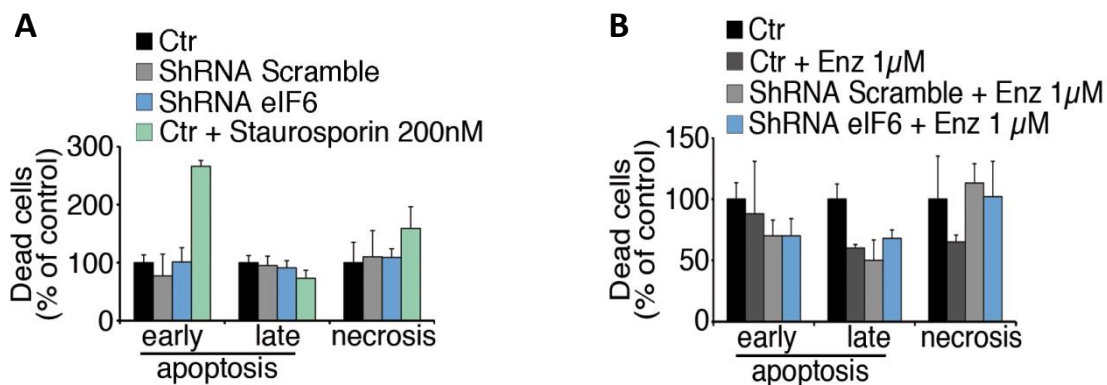 A
Ctr
ShRNA Scramble
ShRNA eIF6
Ctr + Staurosporin 200nM
Dead cells
(% of control)
300
200
100
0
early
late
necrosis
apoptosis
B
Ctr
Ctr + Enz 1µM
ShRNA Scramble + Enz 1µM
ShRNA eIF6 + Enz 1 µM
Dead cells
(% of control)
150
100
50
0
early
late
necrosis
apoptosis